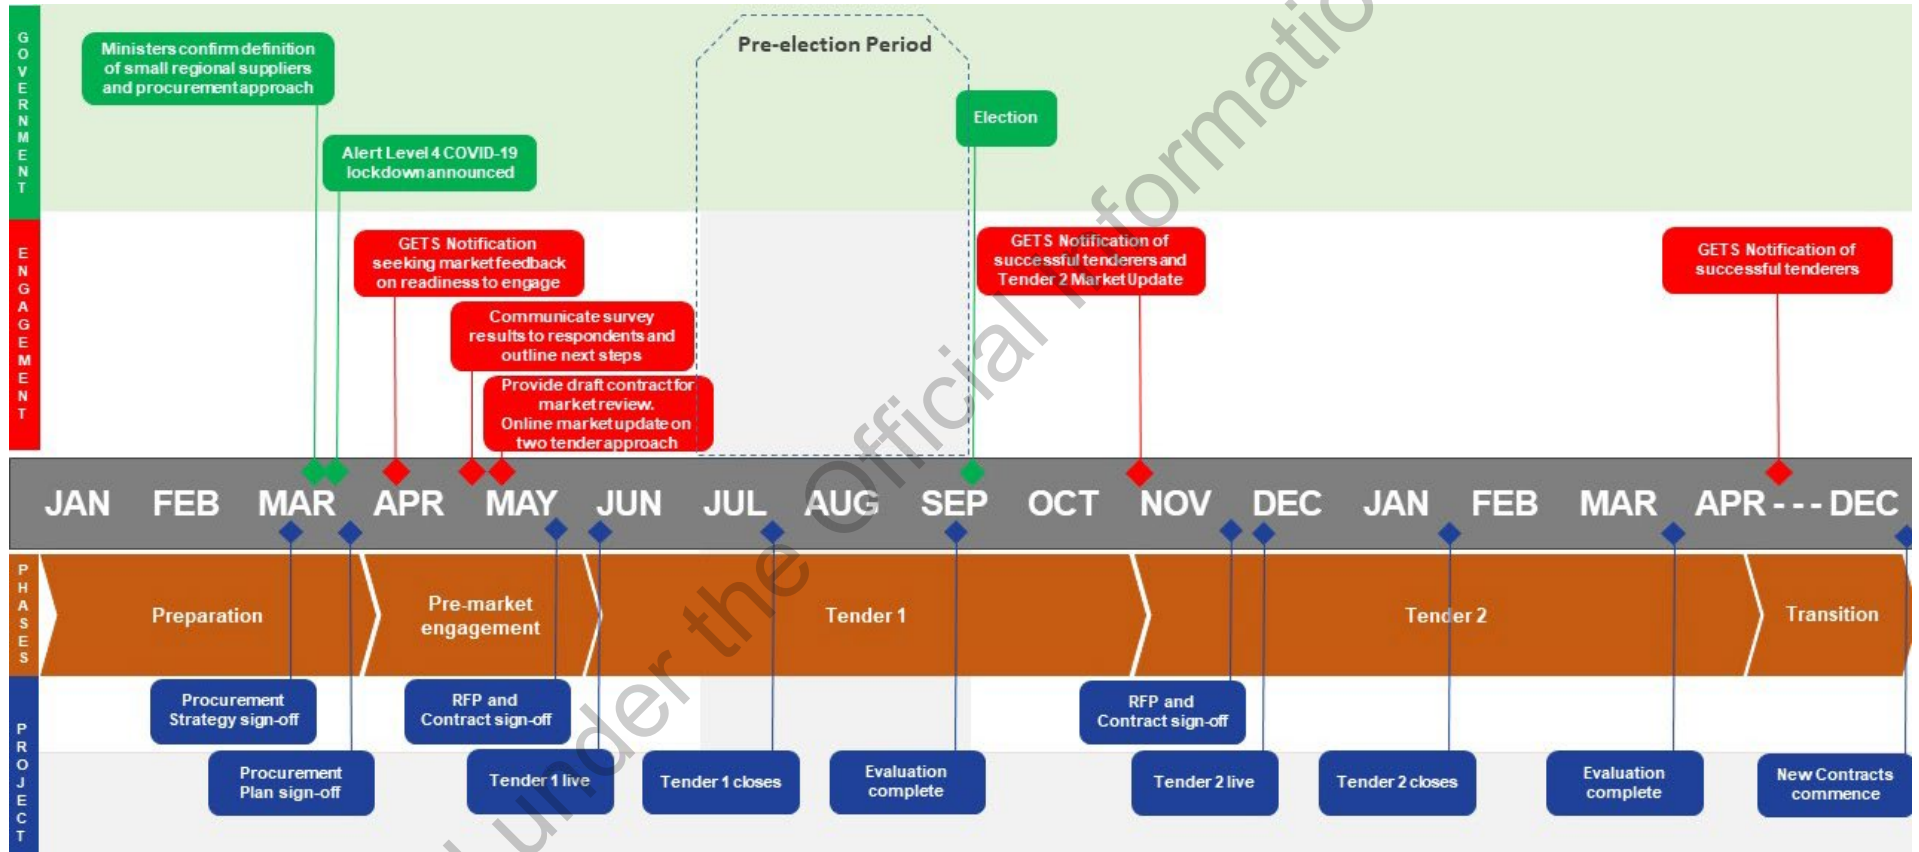 GOVERNMENT
Ministers confirm definition
of small regional suppliers
and procurement approach
Alert Level 4 COVID-19
lockdown announced
Pre-election Period
Election
ENGAGEMENT
GETS Notification
seeking market feedback
on readiness to engage
Communicate survey
results to respondents and
outline next steps
Provide draft contract for
market review.
Online market update on
two tender approach
GETS Notification of
successful tenderers and
Tender 2 Market Update
GETS Notification of
successful tenderers
JAN FEB MAR APR MAY JUN JUL AUG SEP OCT NOV DEC JAN FEB MAR APR - - - DEC
PHASES
Preparation
Pre-market
engagement
Tender 1
Tender 2
Transition
PROJECT
Procurement
Strategy sign-off
RFP and
Contract sign-off
RFP and
Contract sign-off
Procurement
Plan sign-off
Tender 1 live
Tender 1 closes
Evaluation
complete
Tender 2 live
Tender 2 closes
Evaluation
complete
New Contracts
commence
under the Official Information